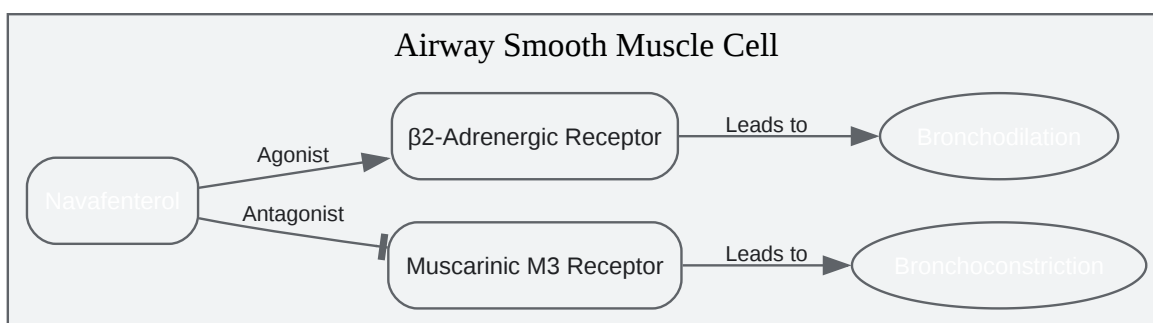 Airway Smooth Muscle Cell
Navafenterol
Agonist
Antagonist
β2-Adrenergic Receptor
Leads to
Bronchodilation
Muscarinic M3 Receptor
Leads to
Bronchoconstriction